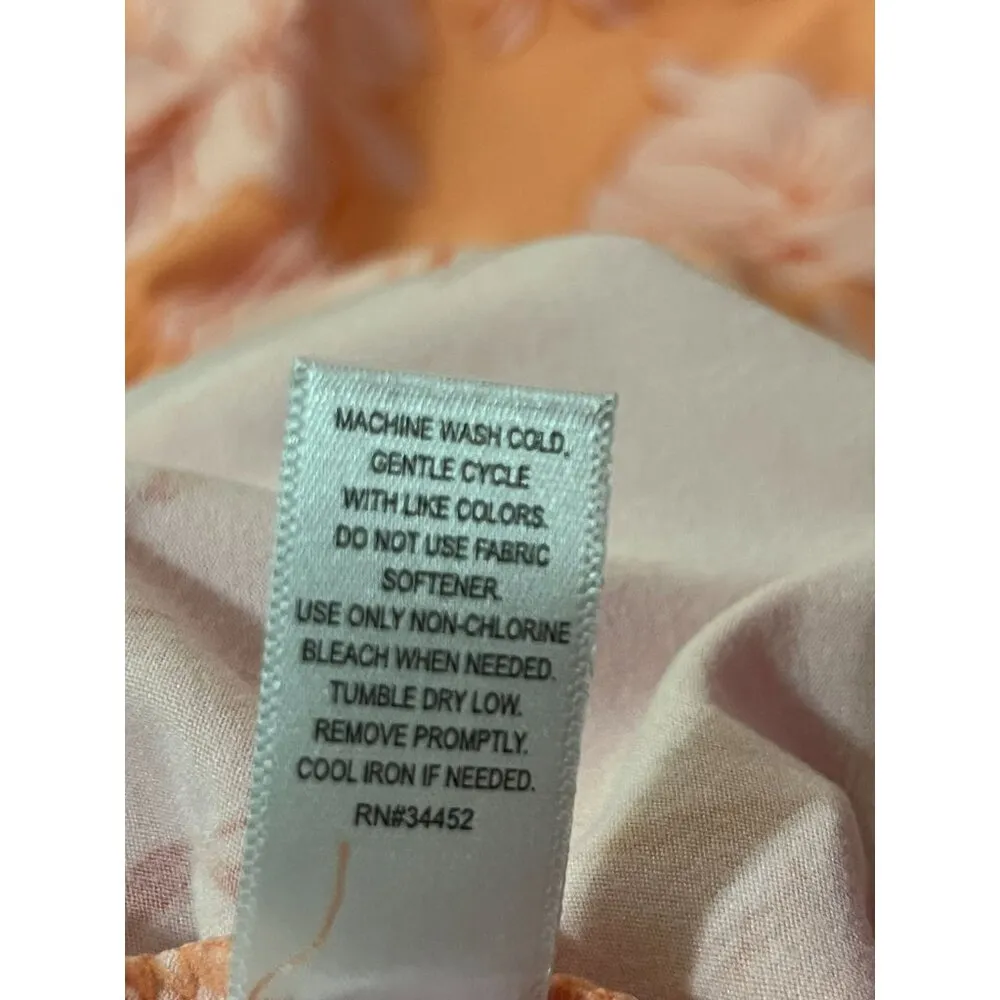 MACHINE WASH COLD,
GENTLE CYCLE
WITH LIKE COLORS.
DO NOT USE FABRIC
SOFTENER.
USE ONLY NON-CHLORINE
BLEACH WHEN NEEDED.
TUMBLE DRY LOW.
REMOVE PROMPTLY.
COOL IRON IF NEEDED.
RN#34452